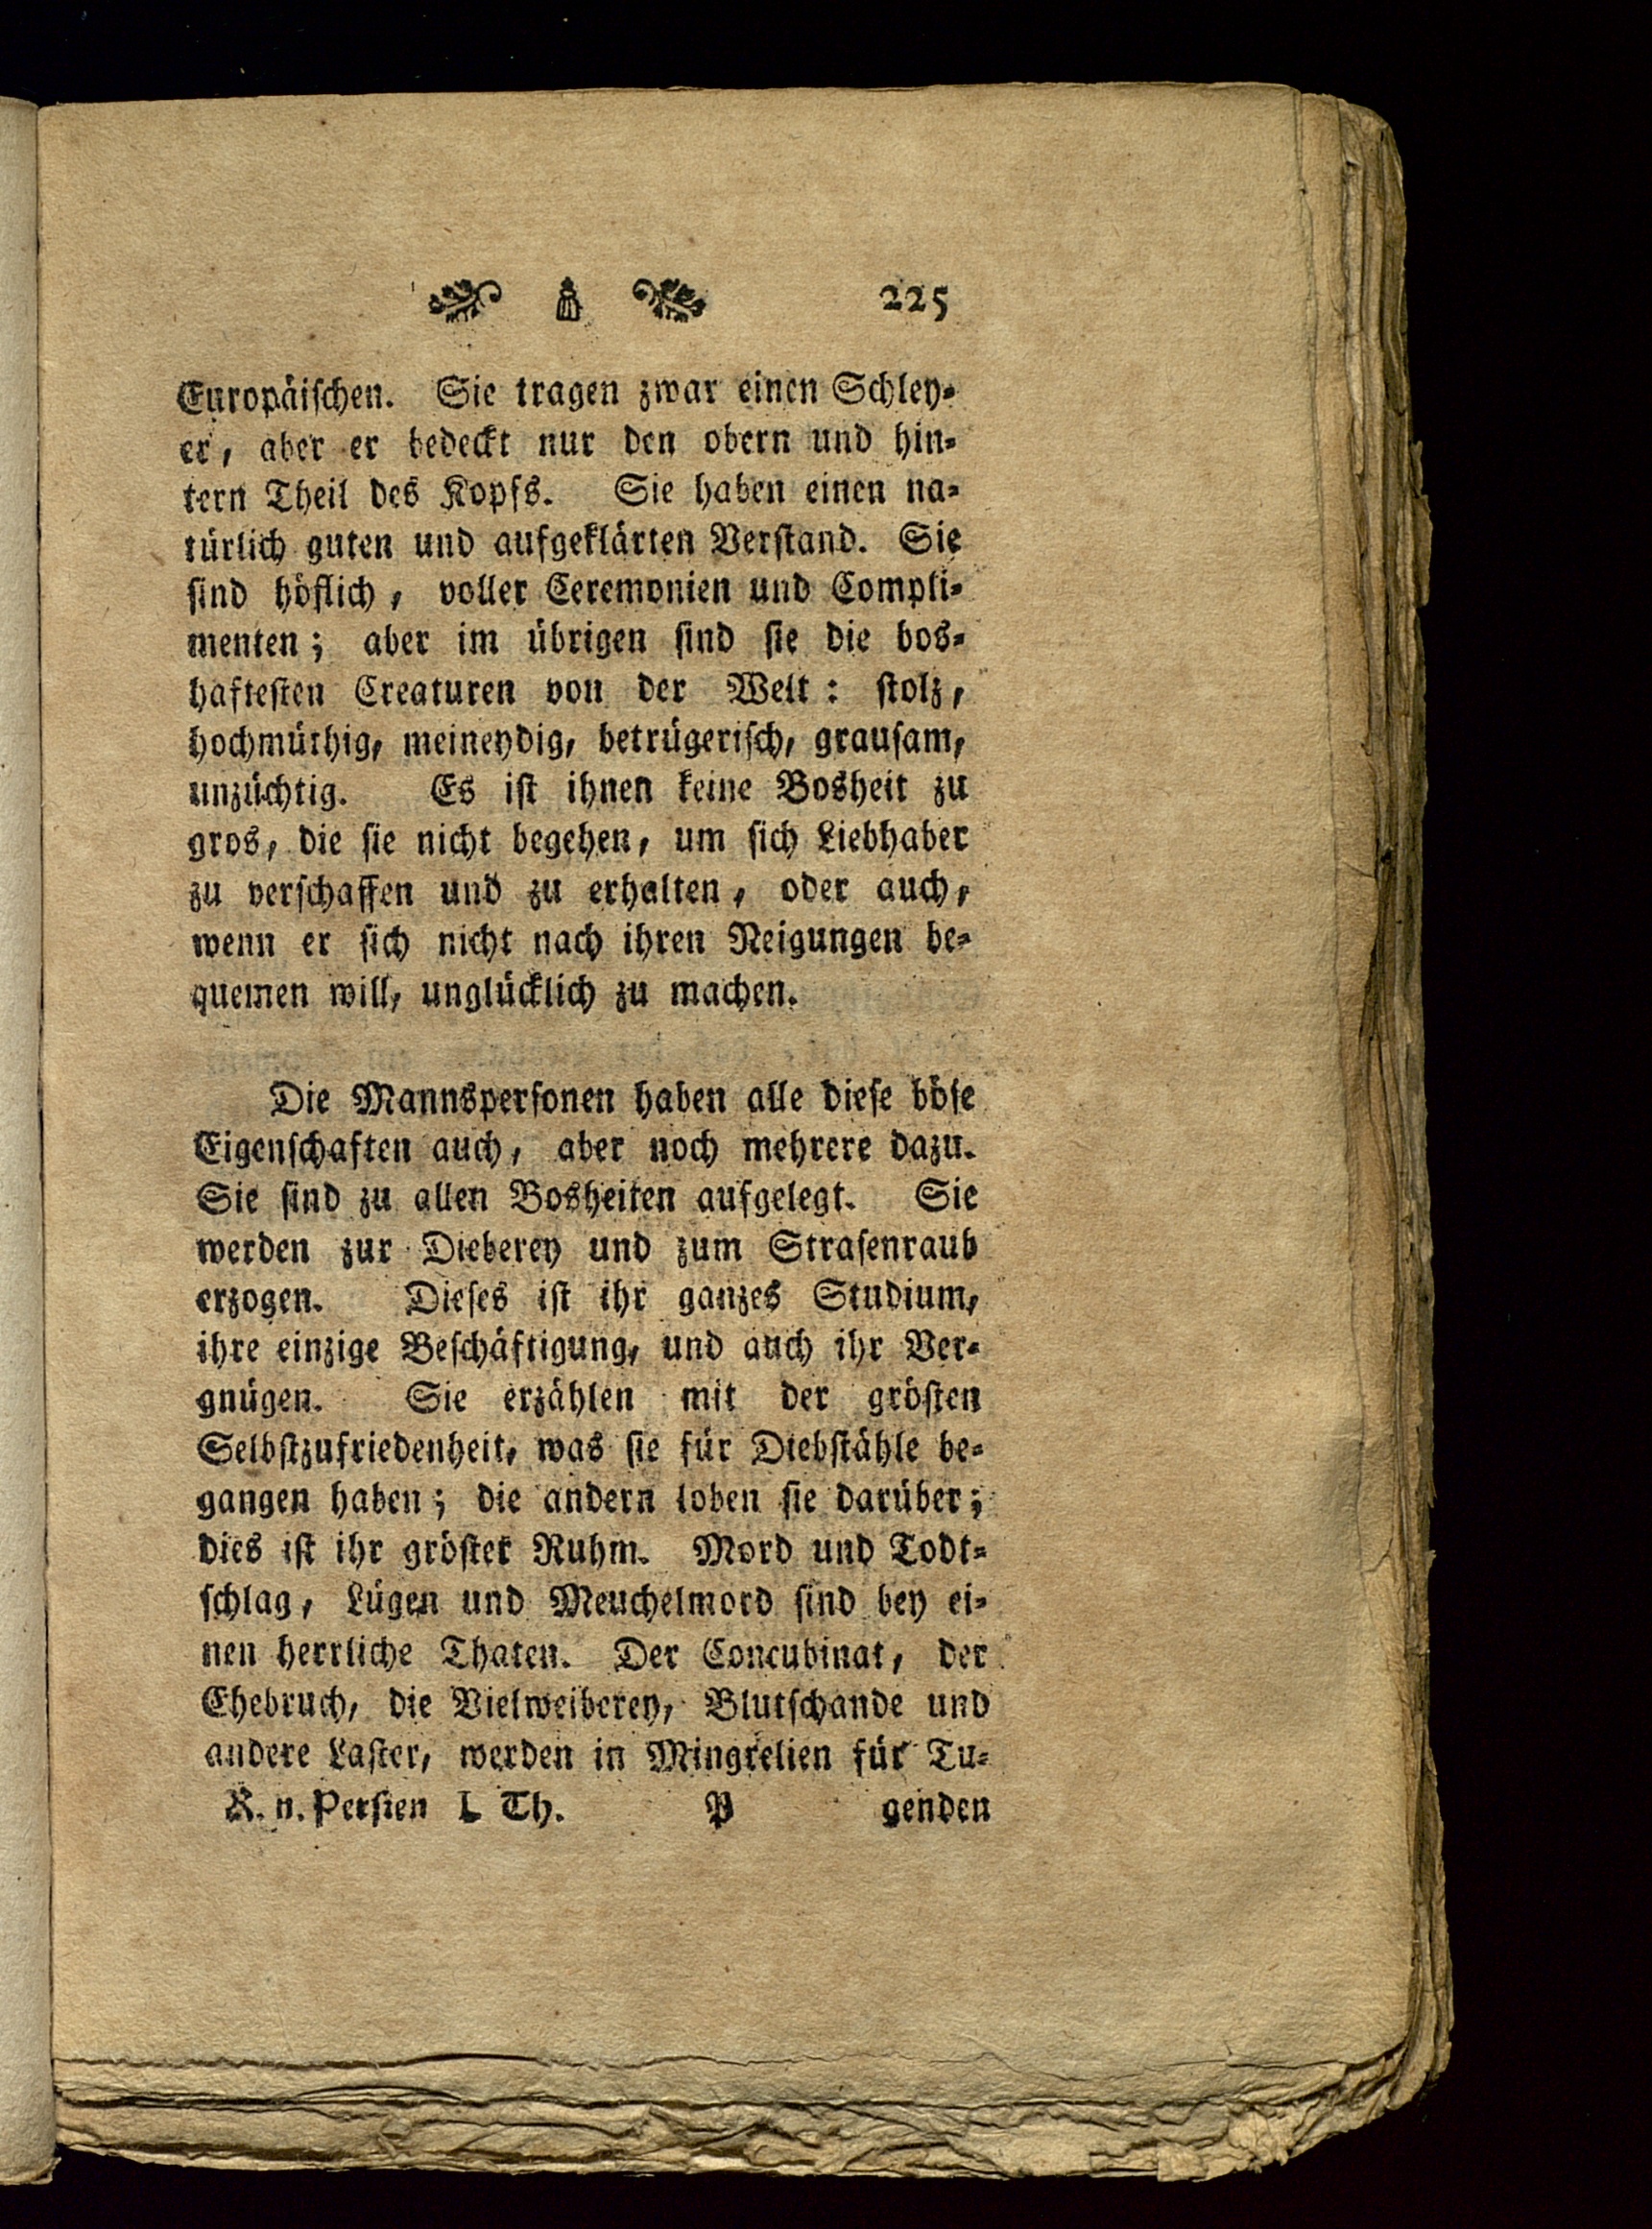 225
Europäischen. Sie tragen zwar einen Schley-
er, aber er bedeckt nur den obern und hin-
tern Theil des Kopfs. Sie haben einen na-
türlich guten und aufgeklärten Verstand. Sie
sind höflich, voller Ceremonien und Compli-
menten; aber im übrigen sind sie die bos-
haftesten Creaturen von der Welt: stolz,
hochmüthig, meineydig, betrügerisch, grausam,
unzüchtig. Es ist ihnen keine Bosheit zu
gros, die sie nicht begehen, um sich Liebhaber
zu verschaffen und zu erhalten, oder auch,
wenn er sich nicht nach ihren Neigungen be-
quemen will, unglücklich zu machen.
Die Mannspersonen haben alle diese böse
Eigenschaften auch, aber noch mehrere dazu.
Sie sind zu allen Bosheiten aufgelegt. Sie
werden zur Dieberey und zum Strasenraub
erzogen. Dieses ist ihr ganzes Studium,
ihre einzige Beschäftigung, und auch ihr Ver-
gnügen. Sie erzählen mit der grösten
Selbstzufriedenheit, was sie für Diebstähle be-
gangen haben; die andern loben sie darüber;
dies ist ihr gröster Ruhm. Mord und Todt-
schlag, Lügen und Meuchelmord sind bey ei-
nen herrliche Thaten. Der Concubinat, der
Ehebruch, die Vielweiberey, Blutschande und
andere Laster, werden in Mingrelien für Tu-
R. n. Persien I. Th. P genden